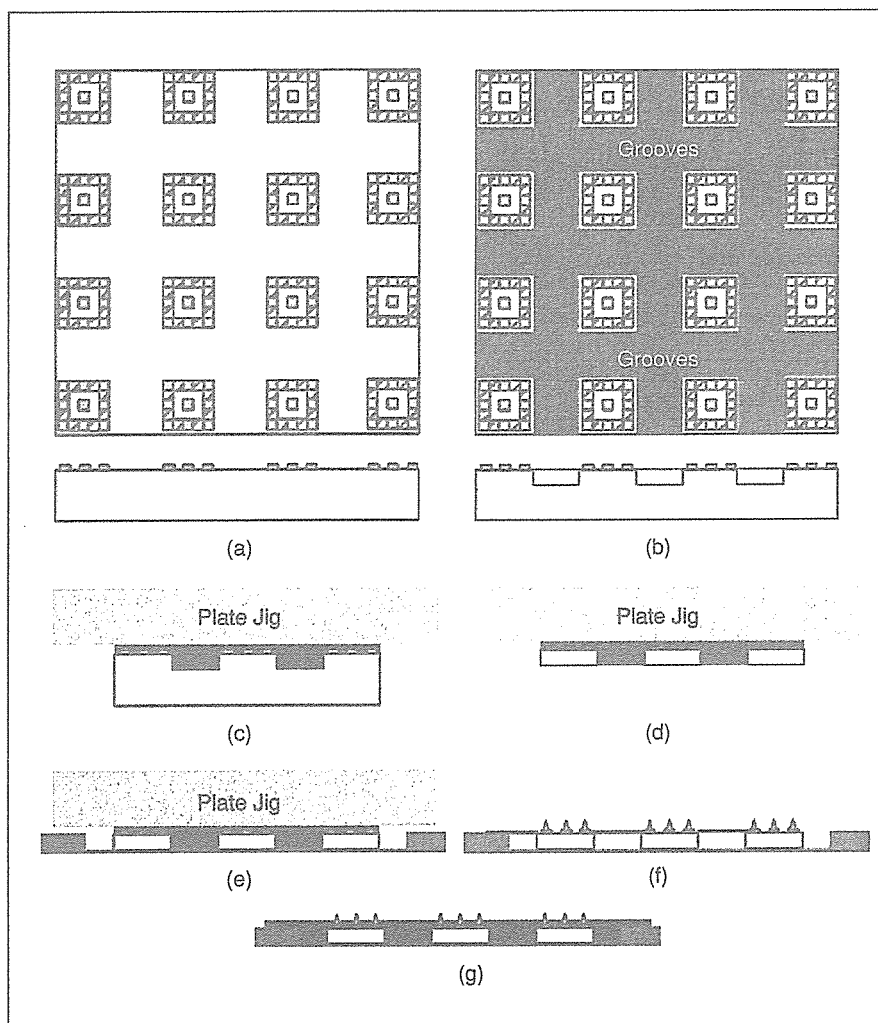 Grooves
Grooves
(a)
(b)
Plate Jig
Plate Jig
(c)
(d)
Plate Jig
(e)
(f)
(g)